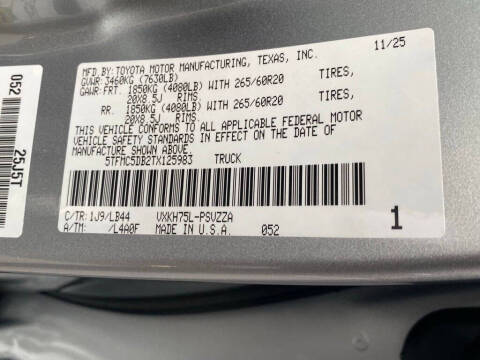 MFD.BY:TOYOTA MOTOR MANUFACTURING, TEXAS, INC. 11/25
GVWR: 3460KG (7630LB)
GAWR: FRT. 1850KG (4080LB) WITH 265/60R20 TIRES,
20X8.5J RIMS
RR. 1850KG (4080LB) WITH 265/60R20 TIRES,
20X8.5J RIMS.
THIS VEHICLE CONFORMS TO ALL APPLICABLE FEDERAL MOTOR
VEHICLE SAFETY STANDARDS IN EFFECT ON THE DATE OF
MANUFACTURE SHOWN ABOVE.
5TFMC5DB2TX125983 TRUCK
C/TR: 1J9/LB44 VXKH75L-PSVZZA 1
A/TM: /L4A0F MADE IN U.S.A. 052
052
25J5T